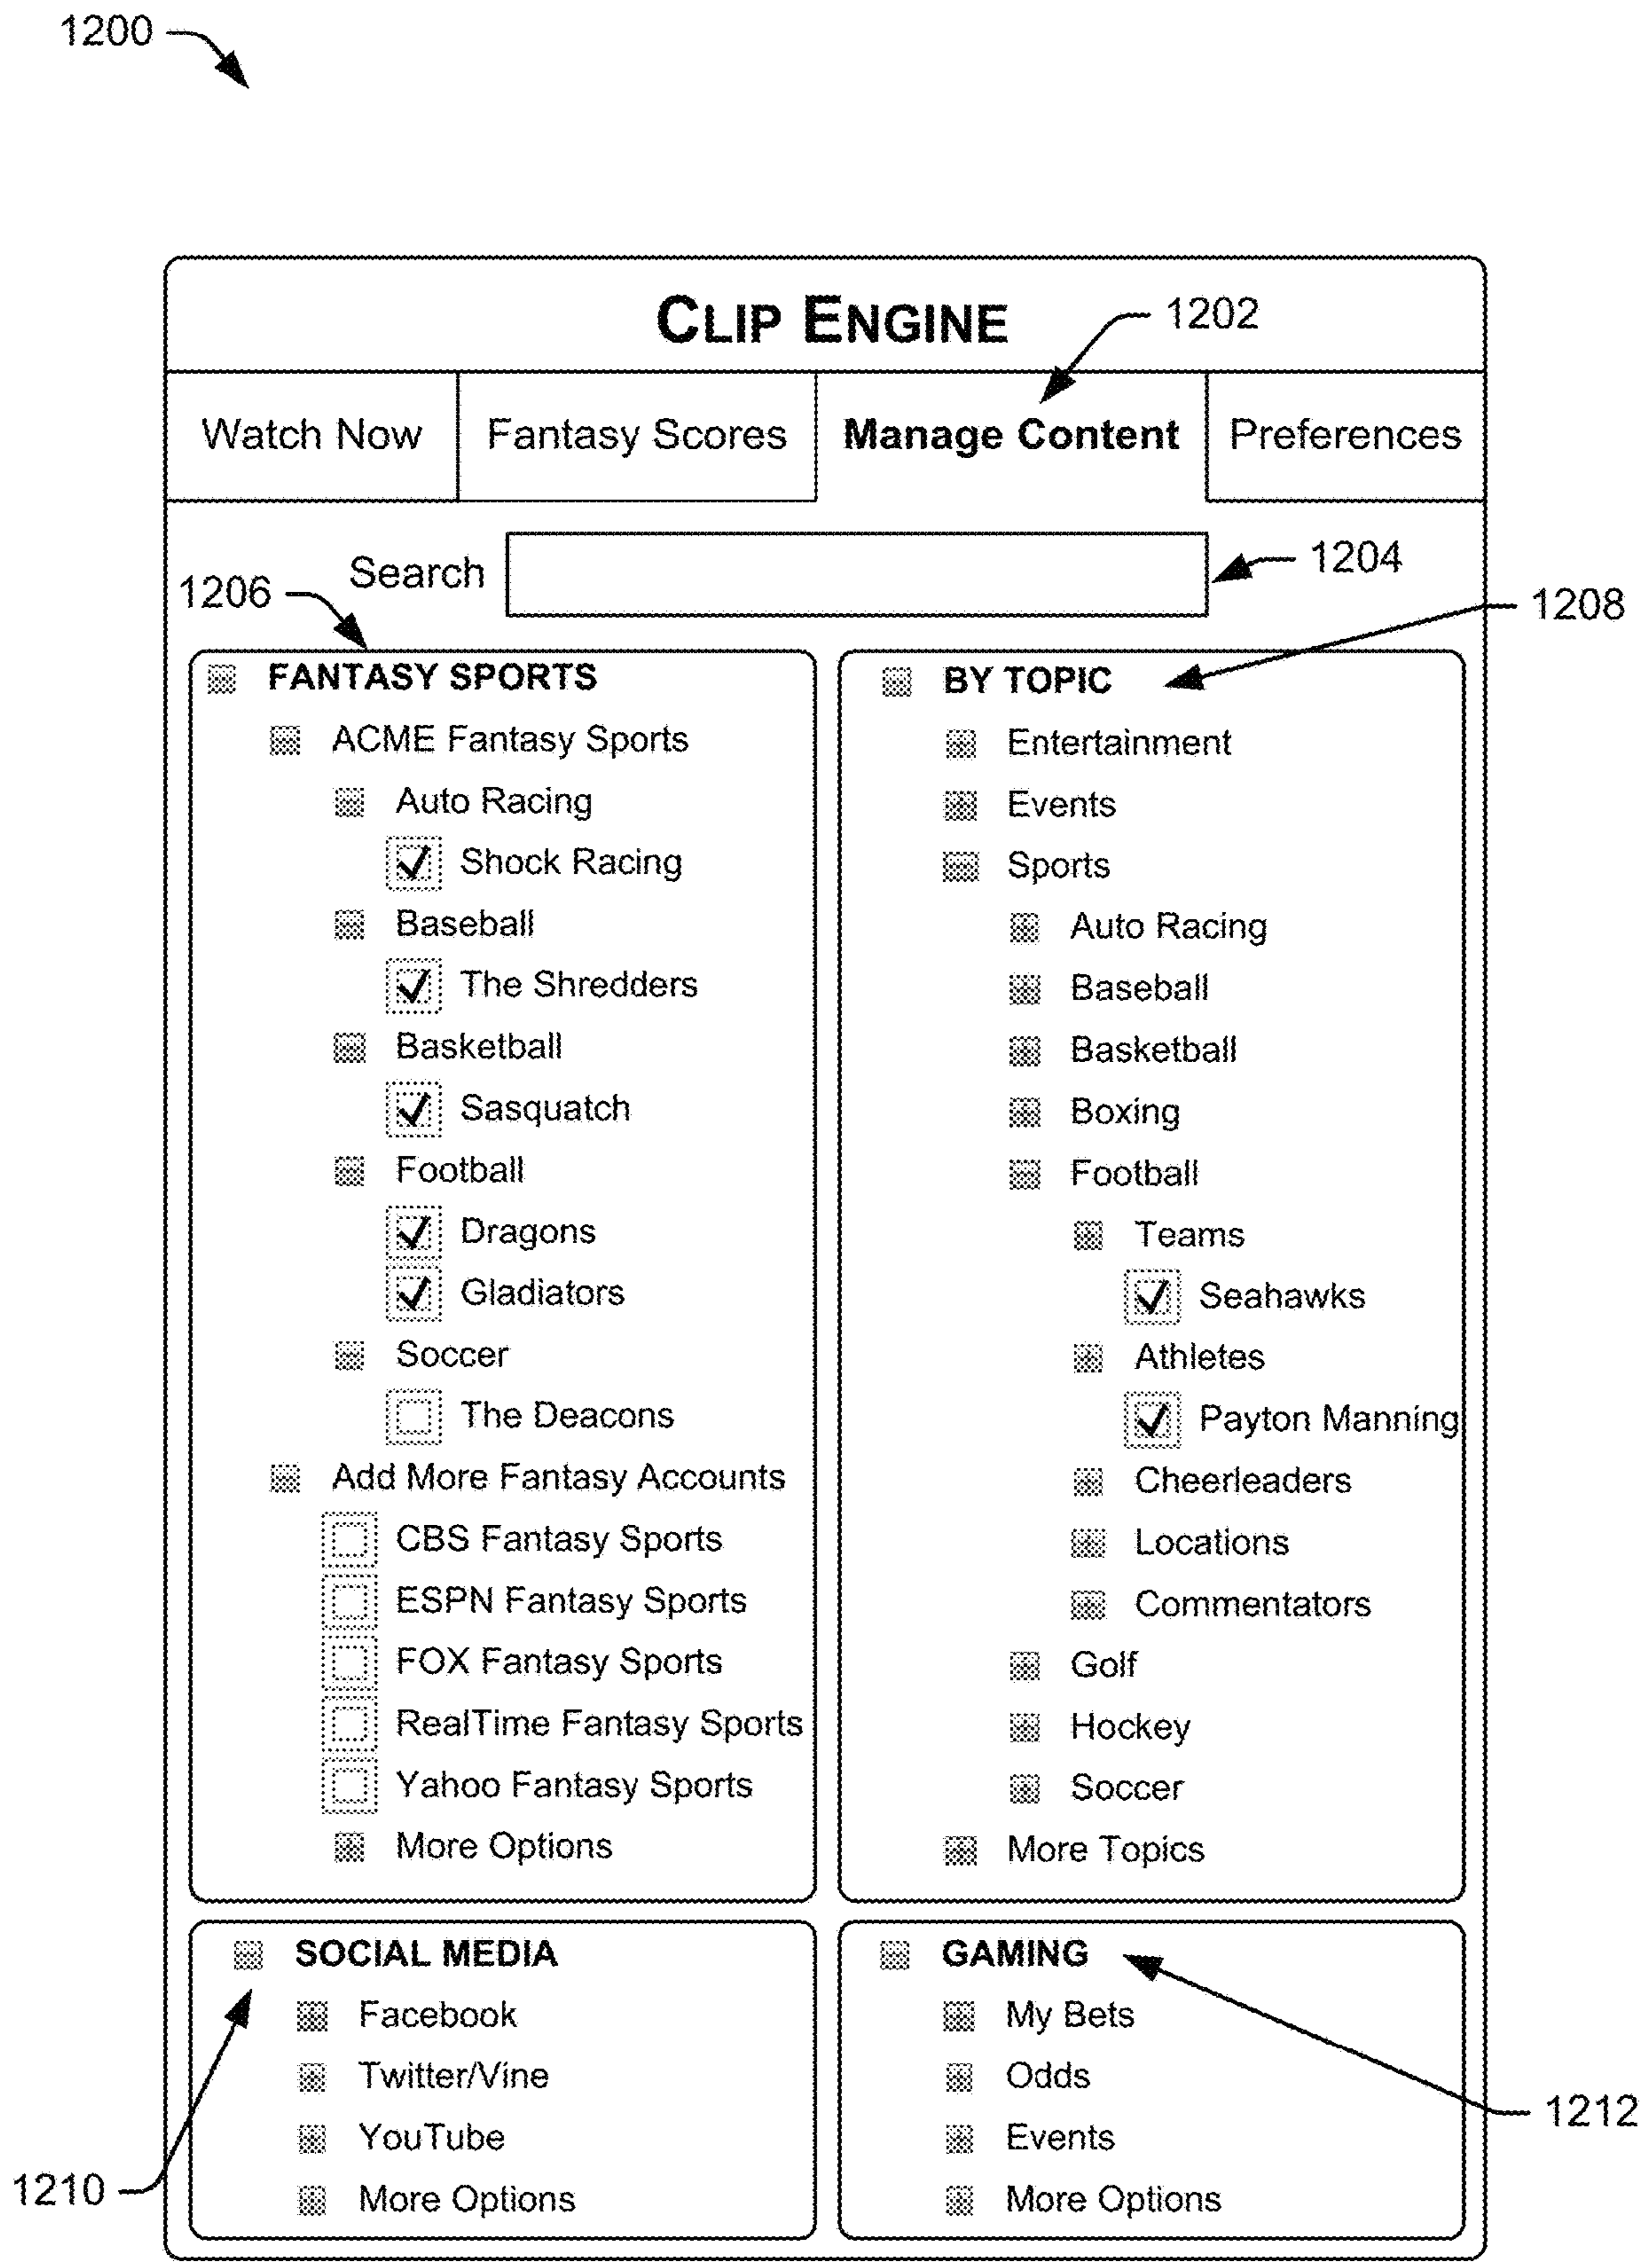 1200
CLIP ENGINE
1202
Watch Now
Fantasy Scores
Manage Content
Preferences
Search
1204
1206
1208
FANTASY SPORTS
ACME Fantasy Sports
Auto Racing
Shock Racing
Baseball
The Shredders
Basketball
Sasquatch
Football
Dragons
Gladiators
Soccer
The Deacons
Add More Fantasy Accounts
CBS Fantasy Sports
ESPN Fantasy Sports
FOX Fantasy Sports
RealTime Fantasy Sports
Yahoo Fantasy Sports
More Options
BY TOPIC
Entertainment
Events
Sports
Auto Racing
Baseball
Basketball
Boxing
Football
Teams
Seahawks
Athletes
Payton Manning
Cheerleaders
Locations
Commentators
Golf
Hockey
Soccer
More Topics
SOCIAL MEDIA
Facebook
Twitter/Vine
YouTube
More Options
1210
GAMING
My Bets
Odds
Events
More Options
1212